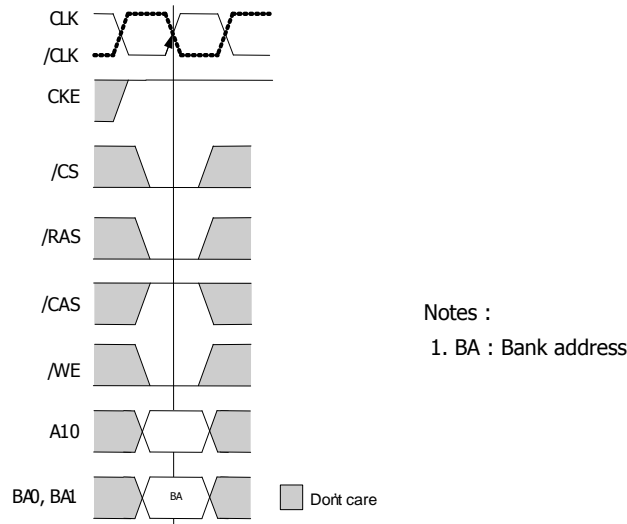 CLK
/CLK
CKE
/CS
/RAS
/CAS
/WE
A10
BA0, BA1
BA
Don't care
Notes :
1. BA : Bank address